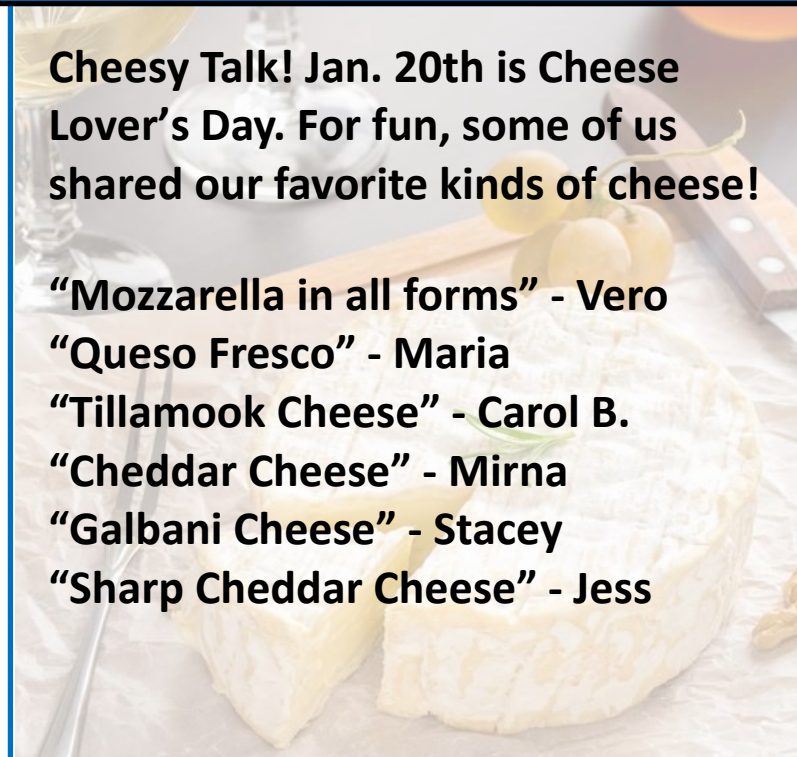 Cheesy Talk! Jan. 20th is Cheese
Lover’s Day. For fun, some of us
shared our favorite kinds of cheese!
“Mozzarella in all forms” - Vero
“Queso Fresco” - Maria
“Tillamook Cheese” - Carol B.
“Cheddar Cheese” - Mirna
“Galbani Cheese” - Stacey
“Sharp Cheddar Cheese” - Jess